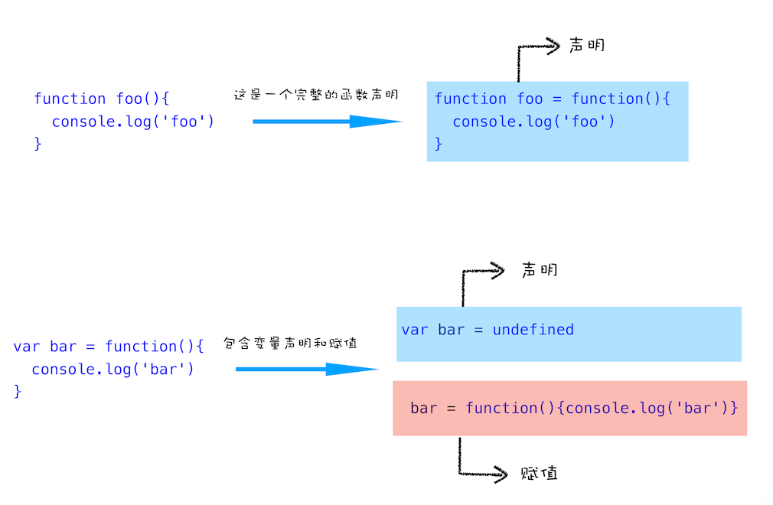 声明
function foo(){
  console.log('foo')
}
这是一个完整的函数声明
function foo = function(){
  console.log('foo')
}
声明
var bar = function(){
  console.log('bar')
}
包含变量声明和赋值
var bar = undefined
bar = function(){console.log('bar')}
赋值